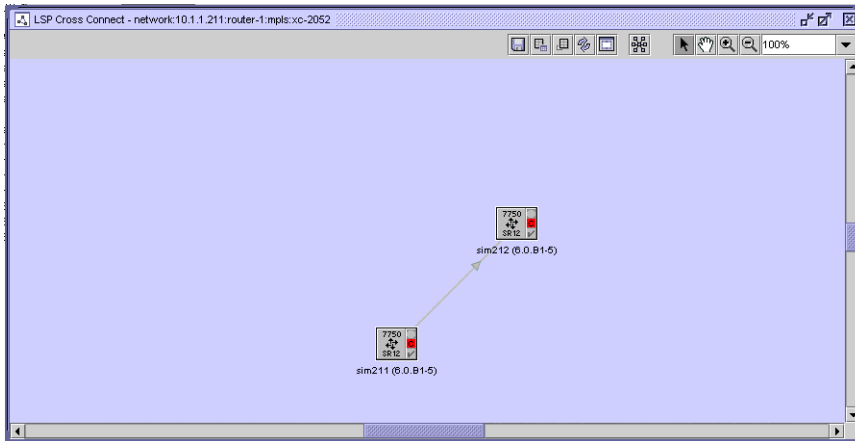 LSP Cross Connect - network:10.1.1.211:router-1:mpls:xc-2052
100%
7750
C
SR12
sim212 (6.0.B1-5)
7750
C
SR12
sim211 (6.0.B1-5)